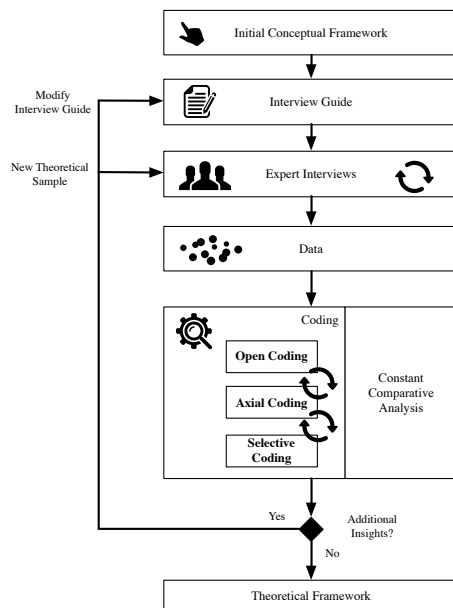 Initial Conceptual Framework
Modify
Interview Guide
Interview Guide
New Theoretical
Sample
Expert Interviews
Data
Coding
Open Coding
Axial Coding
Selective
Coding
Constant
Comparative
Analysis
Yes
Additional
Insights?
No
Theoretical Framework